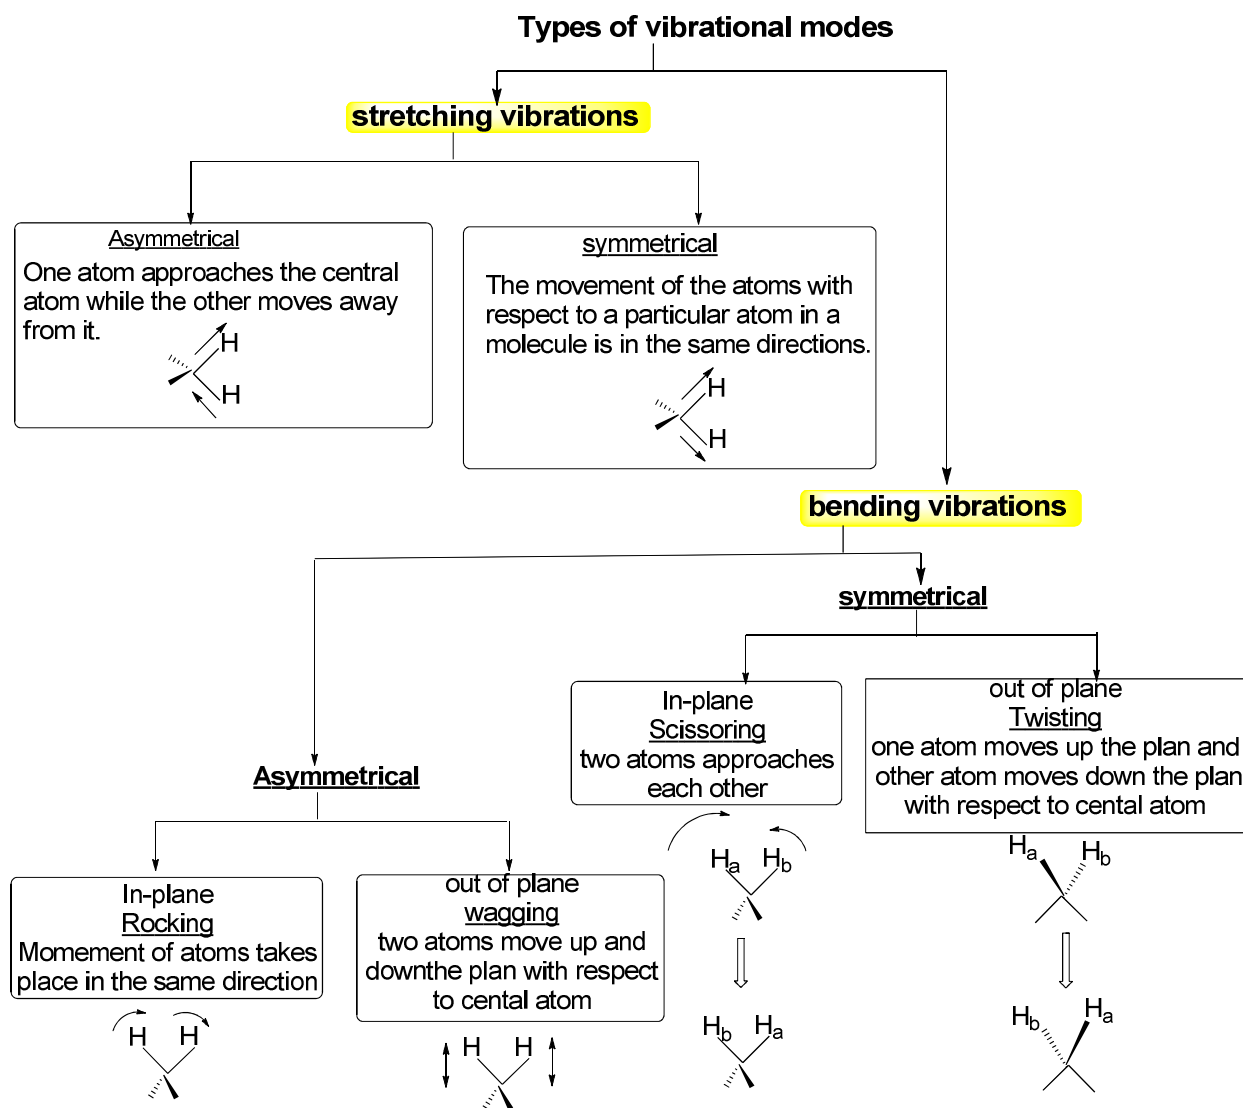 Types of vibrational modes
stretching vibrations
Asymmetrical
One atom approaches the central
atom while the other moves away
from it.
H
H
symmetrical
The movement of the atoms with
respect to a particular atom in a
molecule is in the same directions.
H
H
bending vibrations
symmetrical
In-plane
Scissoring
two atoms approaches
each other
Ha Hb
Hb Ha
out of plane
Twisting
one atom moves up the plan and
other atom moves down the plan
with respect to cental atom
Ha Hb
Hb Ha
Asymmetrical
In-plane
Rocking
Momement of atoms takes
place in the same direction
H H
out of plane
wagging
two atoms move up and
downthe plan with respect
to cental atom
H H